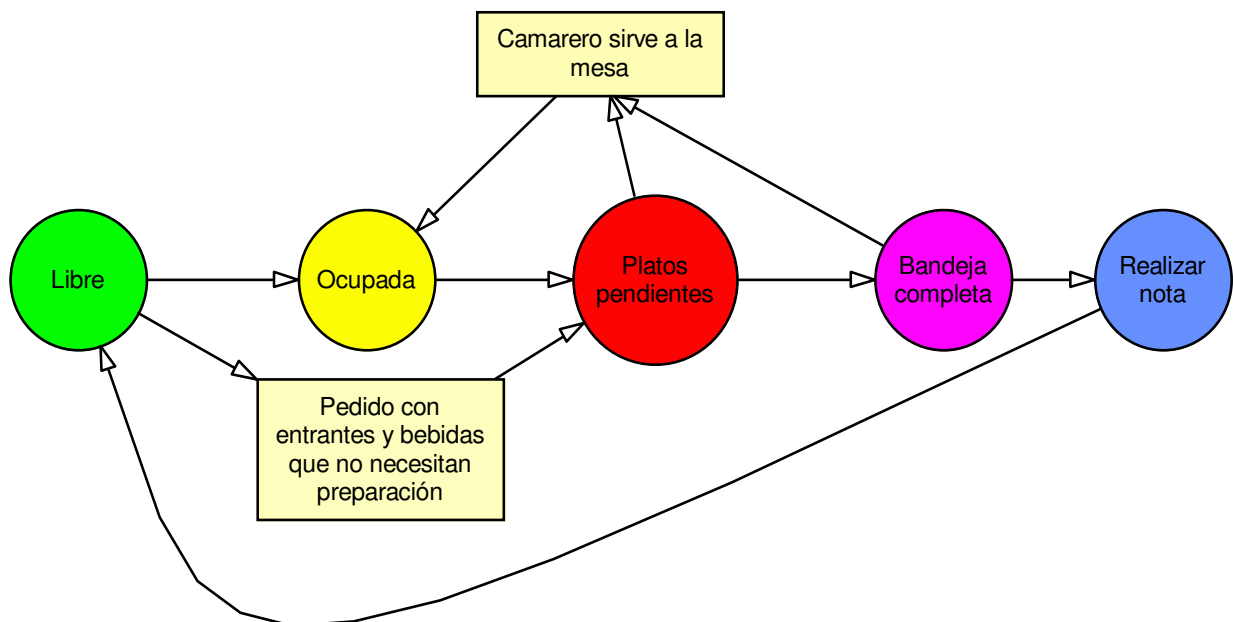 Camarero sirve a la
mesa
Libre
Ocupada
Platos
pendientes
Bandeja
completa
Realizar
nota
Pedido con
entrantes y bebidas
que no necesitan
preparación